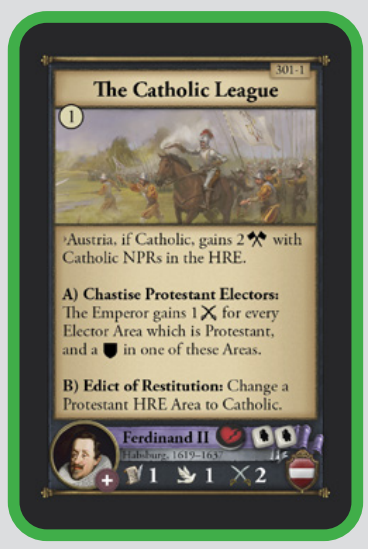 301-1
The Catholic League
1
Austria, if Catholic, gains 2 with
Catholic NPRs in the HRE.
A) Chastise Protestant Electors:
The Emperor gains 1 for every
Elector Area which is Protestant,
and a in one of these Areas.
B) Edict of Restitution: Change a
Protestant HRE Area to Catholic.
Ferdinand II
Habsburg, 1619–1637
+ 1 1 2